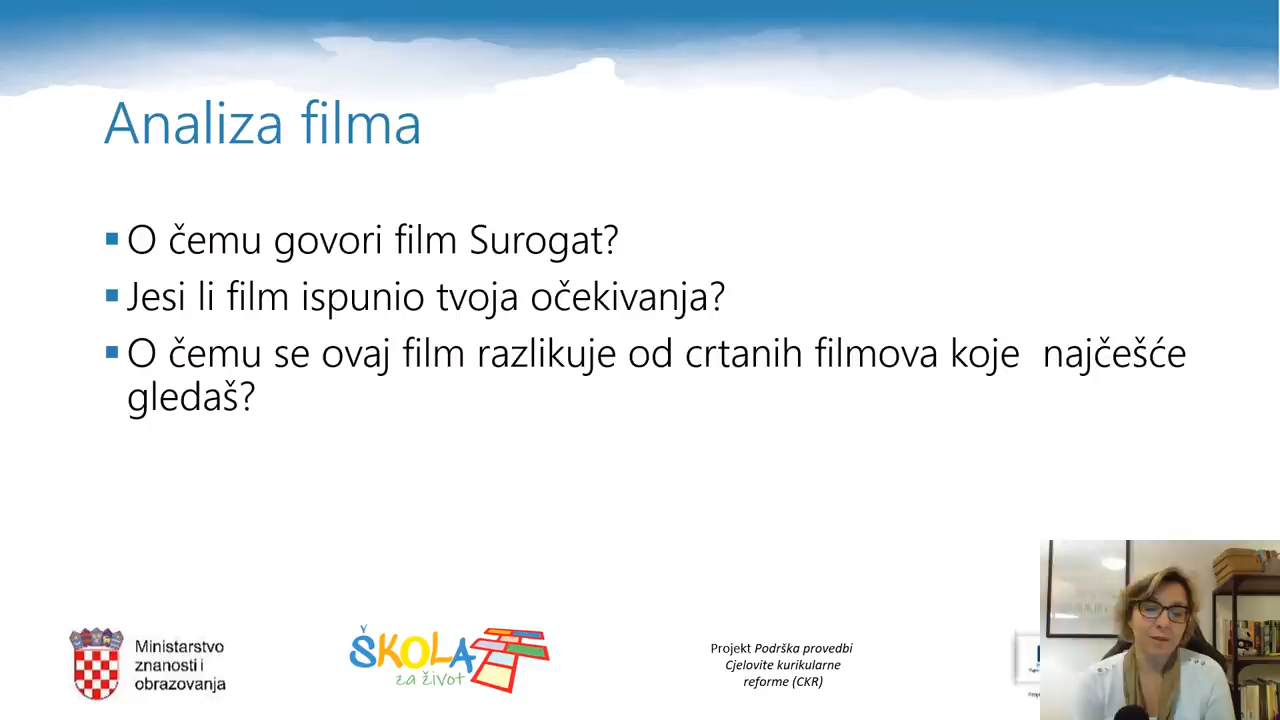 Analiza filma
O čemu govori film Surogat?
Jesi li film ispunio tvoja očekivanja?
O čemu se ovaj film razlikuje od crtanih filmova koje najčešće
gledaš?
Ministarstvo
znanosti i
obrazovanja
ŠKOLA
za život
Projekt Podrška provedbi
Cjelovite kurikularne
reforme (CKR)